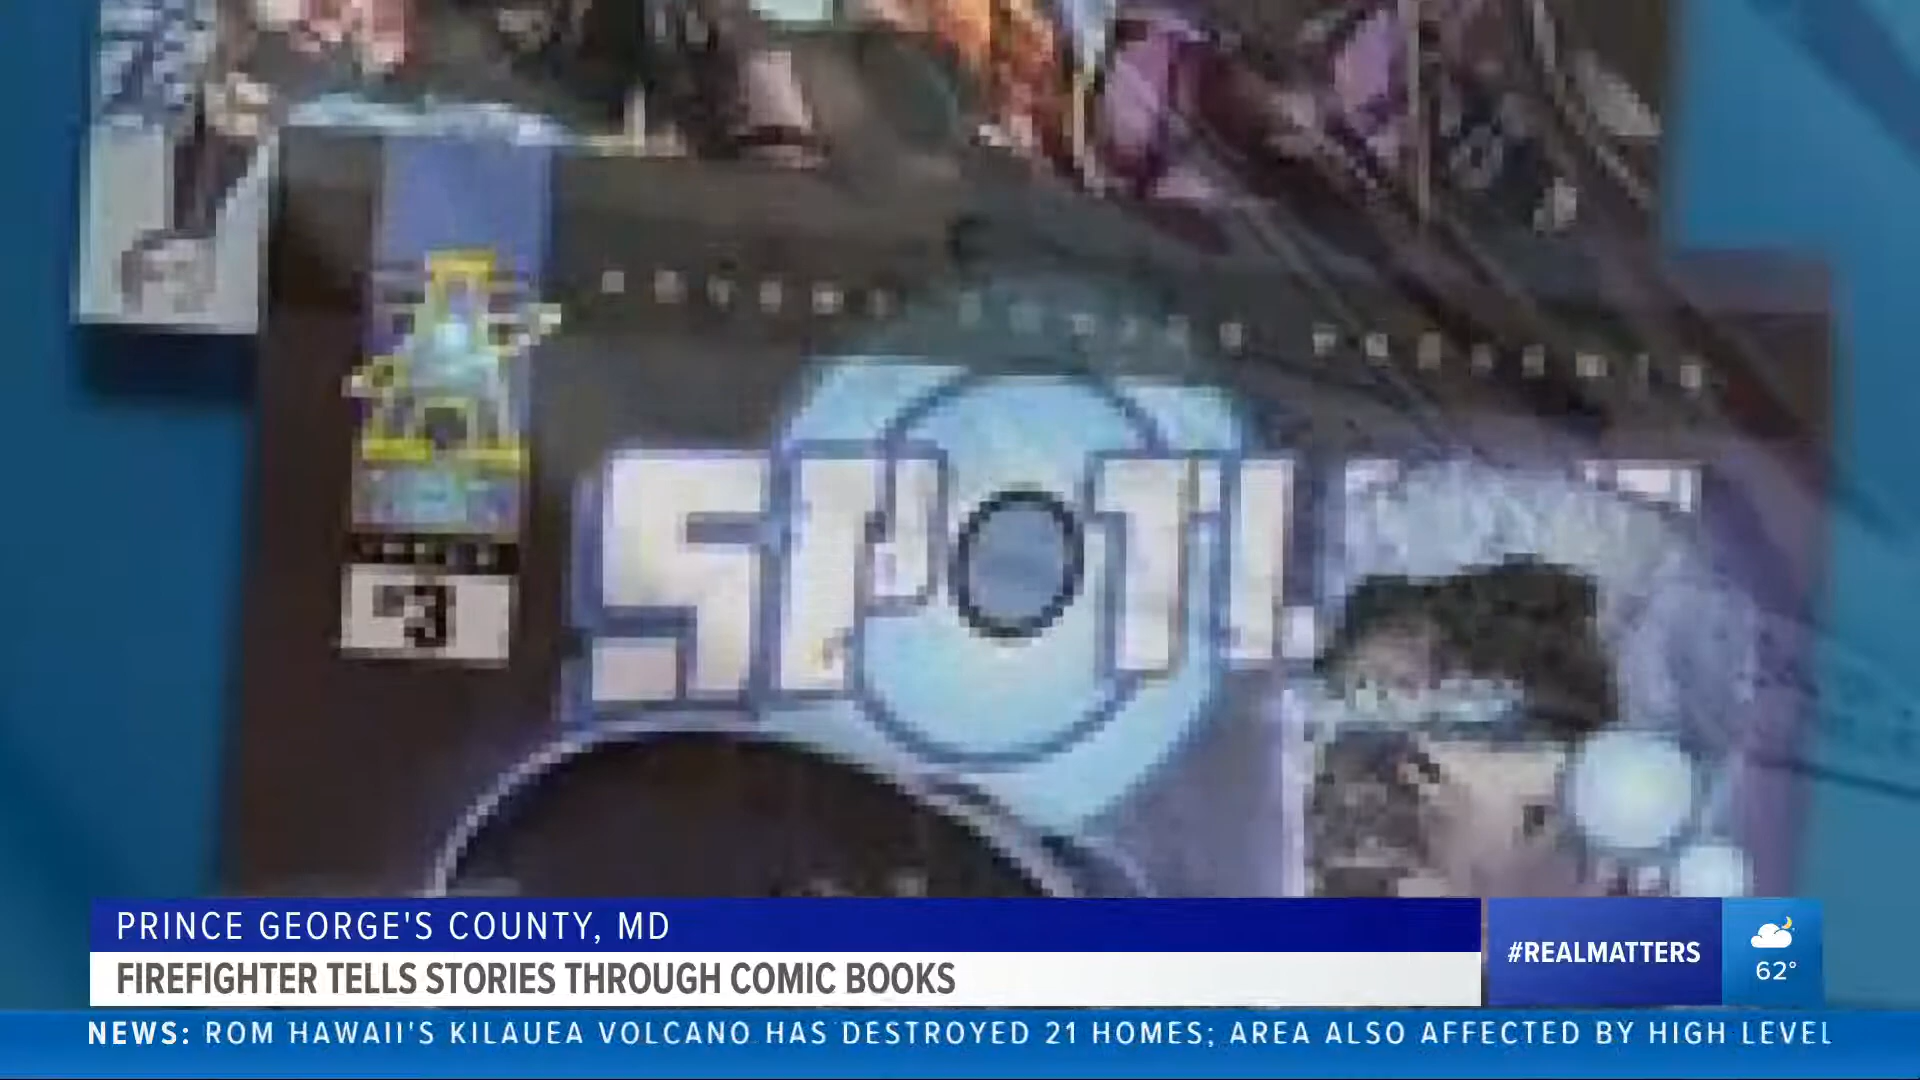 3
PRINCE GEORGE'S COUNTY, MD
FIREFIGHTER TELLS STORIES THROUGH COMIC BOOKS
#REALMATTERS
62°
NEWS: ROM HAWAII'S KILAUEA VOLCANO HAS DESTROYED 21 HOMES; AREA ALSO AFFECTED BY HIGH LEVEL